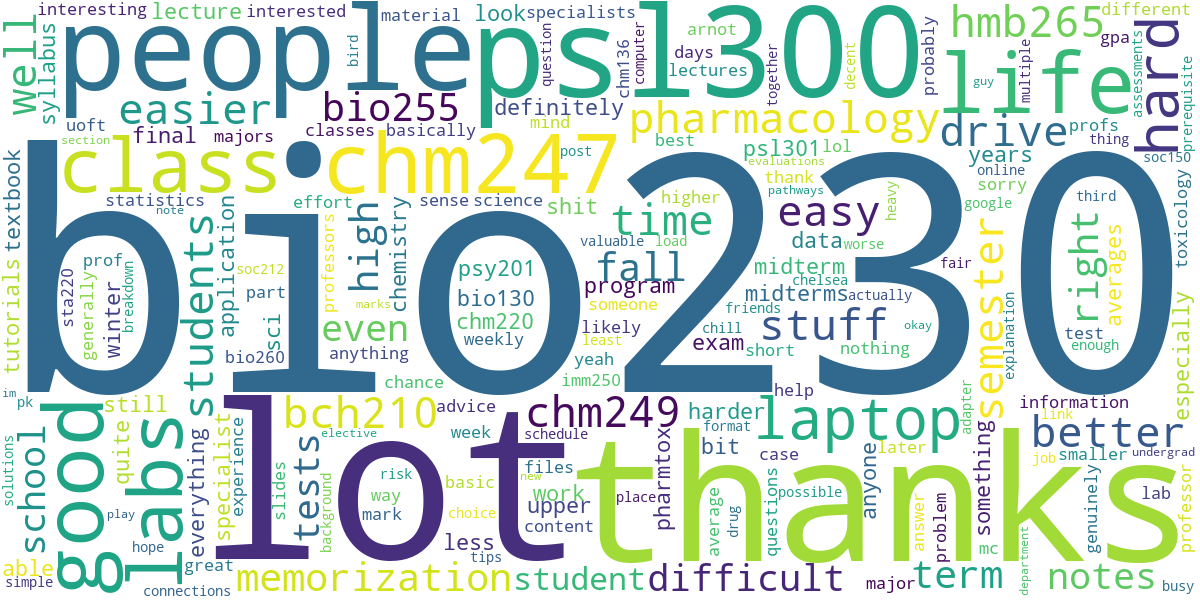 interesting
lecture
interested
material
look
specialists
arnot
days
lectures
question
chm136
computer
together
decent
probably
hmb265
gpa
different
multiple
hard
assessments
prerequisite
well
syllabus
people
bird
psl300
life
guy
easier
bio255
definitely
mind
pharmacology
drive
profs
thing
uoft
final
majors
classes
basically
post
best
psl301
lol
years
online
soc150
section
class
chm247
evaluations
thank
pathways
sorry
google
third
toxicology
statistics
note
effort
sense
science
shit
higher
time
easy
heavy
textbook
tutorials
sta220
prof
generally
breakdown
winter
students
application
soc212
part
sci
bio260
professors
high
chemistry
marks
even
anything
chance
psy201
bio130
chm220
weekly
valuable
load
fall
program
someone
likely
least
yeah
imm250
data
worse
midterm
chelsea
midterms
actually
friends
chill
stuff
okay
exam
short
nothing
help
fair
semester
explanation
right
test
enough
averages
especially
bio230
im
pk
good
still
labs
quite
school
solutions
play
hope
able
simple
great
connections
everything
specialist
experience
slides
bch210
elective
tests
background
advice
week
risk
way
mark
basic
choice
less
tips
lot
chm249
schedule
files
new
work
upper
place
content
pharmtox
harder
format
bit
case
average
drug
questions
possible
laptop
adapter
anyone
later
answer
problem
something
mc
information
link
better
job
smaller
undergrad
genuinely
lab
professor
thanks
memorization
student
difficult
major
term
department
notes
busy